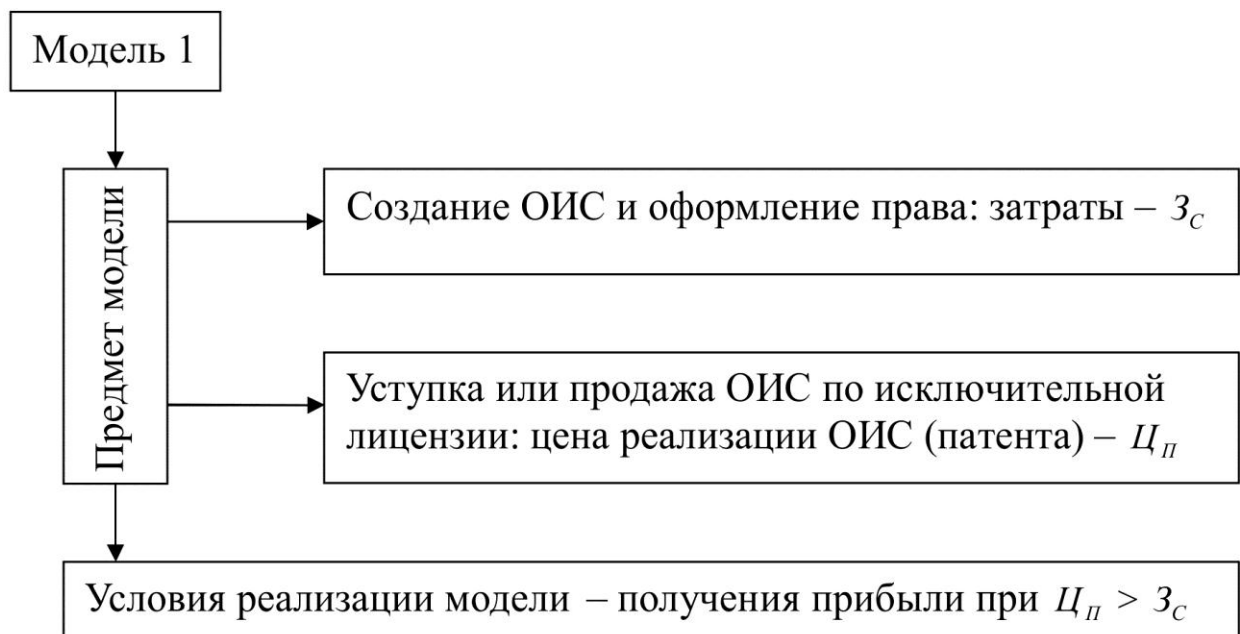 Модель 1
Предмет модели
Создание ОИС и оформление права: затраты – З_С
Уступка или продажа ОИС по исключительной
лицензии: цена реализации ОИС (патента) – Ц_П
Условия реализации модели – получения прибыли при Ц_П > З_С